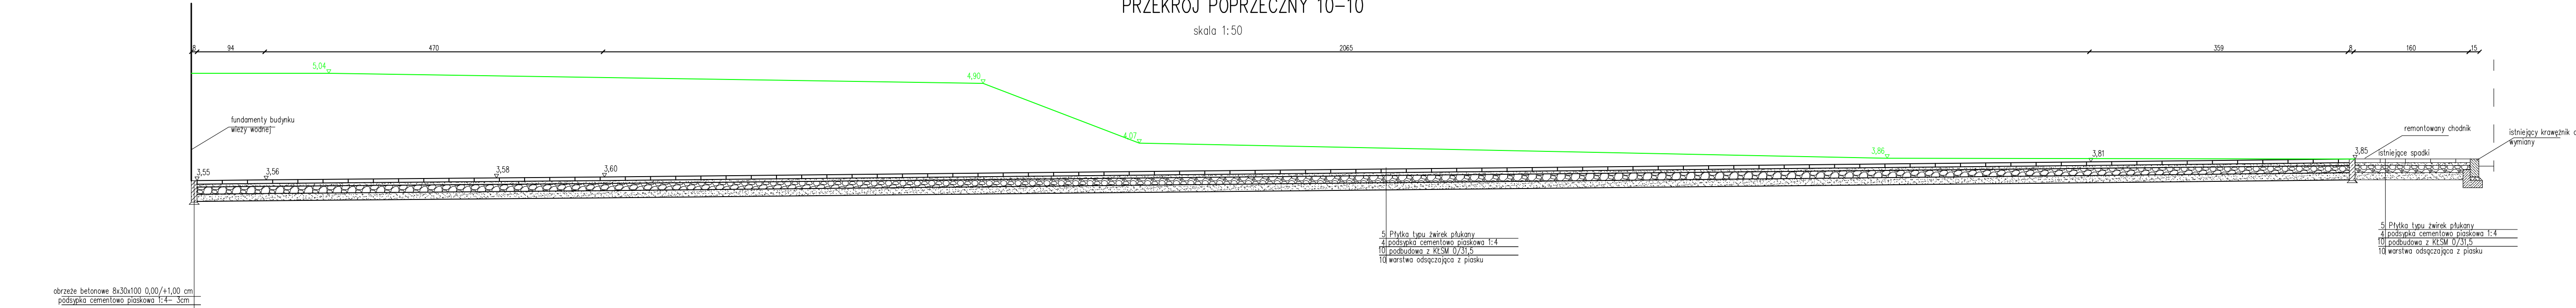 PRZEKRÓJ POPRZECZNY 10-10
skala 1:50
8 94 470 2065 359 8 160 15
5,04
4,90
4,07
3,86
3,81
3,85
fundamenty budynku
wieży wodnej
remontowany chodnik
istniejące spadki
istniejący krawężnik
wymiany
3,55
3,56
3,58
3,60
5 Płytka typu żwirek płukany
4 podsypka cementowo piaskowa 1:4
10 podbudowa z KŁSM 0/31,5
10 warstwa odsączająca z piasku
5 Płytka typu żwirek płukany
4 podsypka cementowo piaskowa 1:4
10 podbudowa z KŁSM 0/31,5
10 warstwa odsączająca z piasku
obrzeże betonowe 8x30x100 0,00/+1,00 cm
podsypka cementowo piaskowa 1:4- 3cm